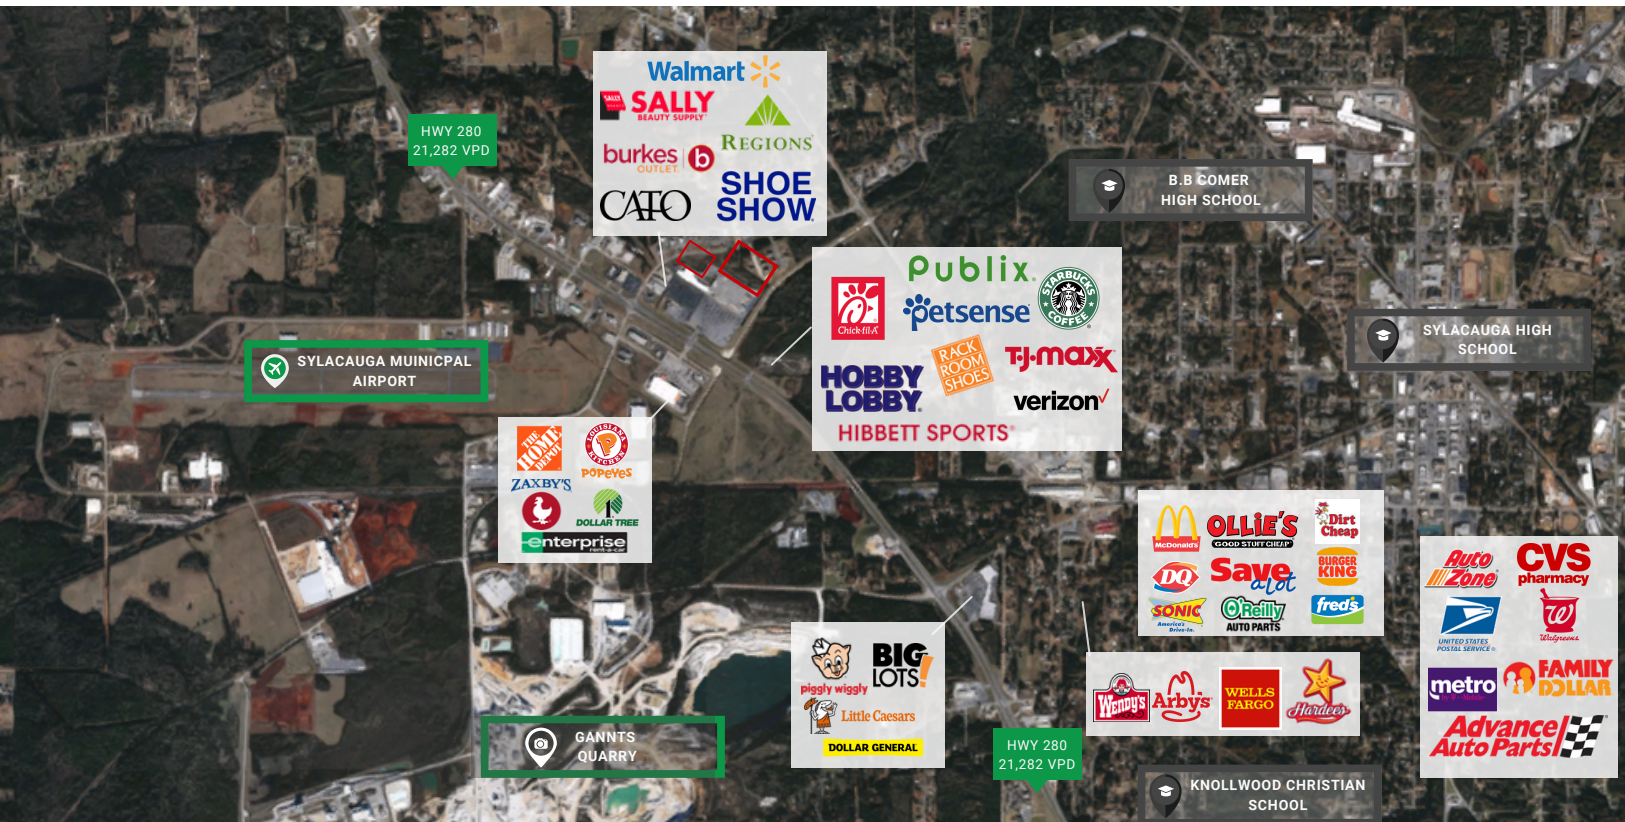 Walmart
SALLY
SALLY
BEAUTY SUPPLY
REGIONS
burkes
OUTLET
b
CATO
SHOE
SHOW
HWY 280
21,282 VPD
B.B COMER
HIGH SCHOOL
Publix
Chick-fil-A
petsense
STARBUCKS
COFFEE
RACK
ROOM
SHOES
T·J·maxx
HOBBY
LOBBY
verizon
HIBBETT SPORTS
SYLACAUGA HIGH
SCHOOL
SYLACAUGA MUINICPAL
AIRPORT
THE
HOME
DEPOT
LOUISIANA
KITCHEN
P
POPEYES
ZAXBY'S
DOLLAR TREE
enterprise
rent-a-car
McDonald's
OLLIE'S
GOOD STUFF CHEAP
Dirt
Cheap
DQ
Save
a lot
BURGER
KING
SONIC
America's
Drive-In.
O'Reilly
AUTO PARTS
fred's
Auto
Zone
CVS
pharmacy
UNITED STATES
POSTAL SERVICE
W
Walgreens
metro
by T-Mobile
FAMILY
DOLLAR
Advance
Auto Parts
piggly wiggly
BIG
LOTS!
Little Caesars
DOLLAR GENERAL
Wendy's
Arby's
WELLS
FARGO
Hardee's
GANNTS
QUARRY
HWY 280
21,282 VPD
KNOLLWOOD CHRISTIAN
SCHOOL